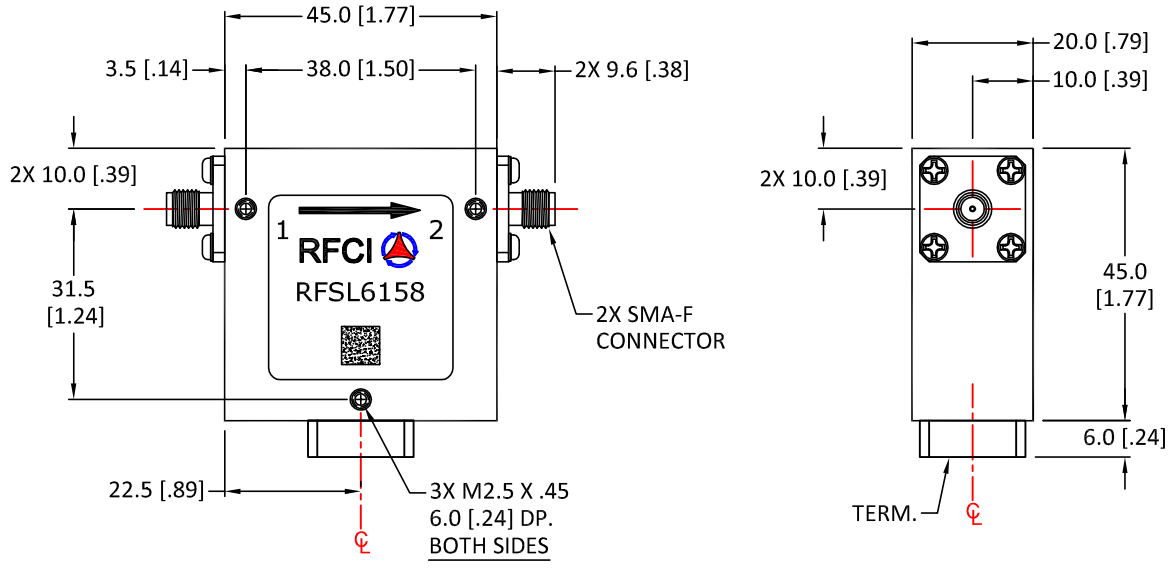 45.0 [1.77]
3.5 [.14]
38.0 [1.50]
2X 9.6 [.38]
2X 10.0 [.39]
1
2
RFCI
RFSL6158
31.5
[1.24]
2X SMA-F
CONNECTOR
22.5 [.89]
3X M2.5 X .45
6.0 [.24] DP.
BOTH SIDES
℄
20.0 [.79]
10.0 [.39]
2X 10.0 [.39]
45.0
[1.77]
6.0 [.24]
TERM.
℄